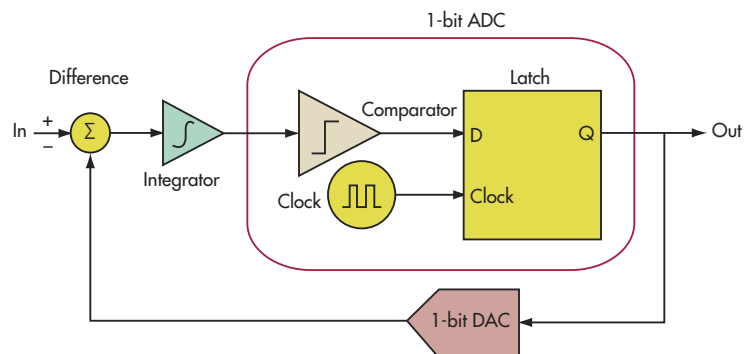 1-bit ADC
Difference
Latch
In
+
−
Σ
∫
Integrator
Comparator
D
Q
Out
Clock
Clock
1-bit DAC